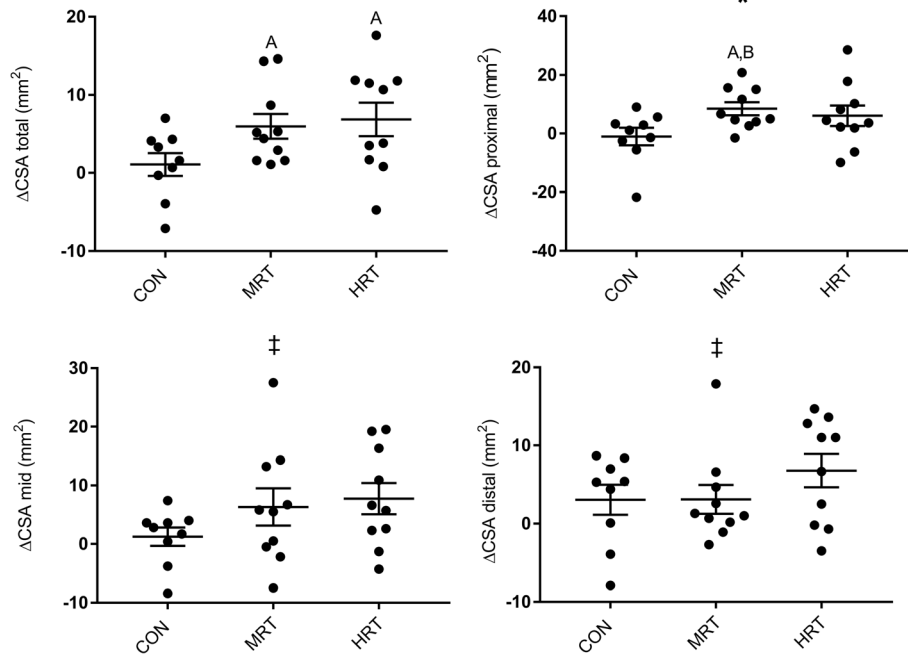 ΔCSA total (mm²)
20
10
0
-10
A
A
CON
MRT
HRT
ΔCSA proximal (mm²)
40
20
0
-20
-40
*
A,B
CON
MRT
HRT
ΔCSA mid (mm²)
30
20
10
0
-10
‡
CON
MRT
HRT
ΔCSA distal (mm²)
20
10
0
-10
‡
CON
MRT
HRT